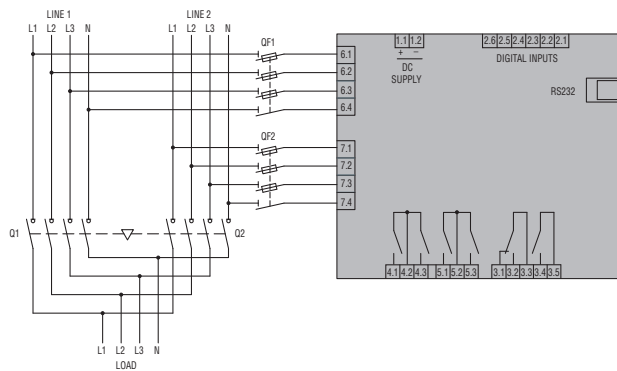 LINE 1 LINE 2
L1 L2 L3 N L1 L2 L3 N
QF1
6.1
6.2
6.3
6.4
QF2
7.1
7.2
7.3
7.4
1.1 1.2
+ −
DC
SUPPLY
2.6 2.5 2.4 2.3 2.2 2.1
DIGITAL INPUTS
RS232
Q1 Q2
4.1 4.2 4.3 5.1 5.2 5.3 3.1 3.2 3.3 3.4 3.5
L1 L2 L3 N
LOAD